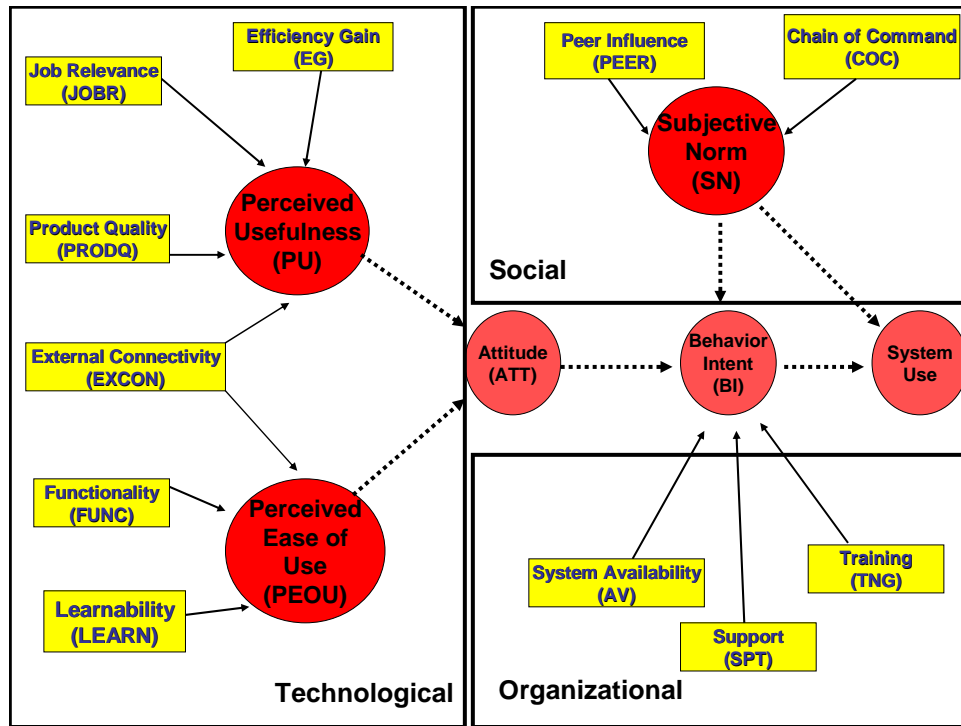 Efficiency Gain
(EG)
Job Relevance
(JOBR)
Perceived
Usefulness
(PU)
Product Quality
(PRODQ)
External Connectivity
(EXCON)
Functionality
(FUNC)
Perceived
Ease of
Use
(PEOU)
Learnability
(LEARN)
Technological
Peer Influence
(PEER)
Chain of Command
(COC)
Subjective
Norm
(SN)
Social
Attitude
(ATT)
Behavior
Intent
(BI)
System
Use
System Availability
(AV)
Training
(TNG)
Support
(SPT)
Organizational